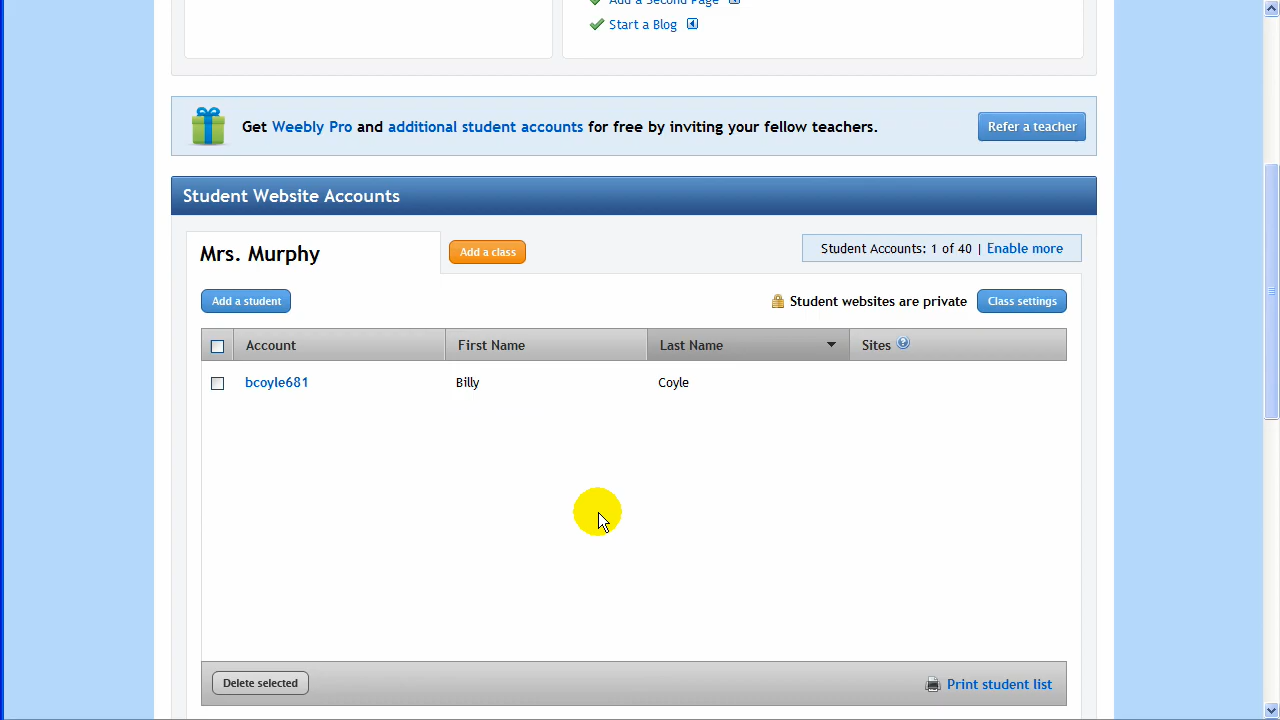 Add a Second Page
Start a Blog
Get Weebly Pro and additional student accounts for free by inviting your fellow teachers.
Refer a teacher
Student Website Accounts
Mrs. Murphy
Add a class
Student Accounts: 1 of 40 | Enable more
Add a student
Student websites are private
Class settings
Account First Name Last Name Sites ?
bcoyle681 Billy Coyle
Delete selected
Print student list